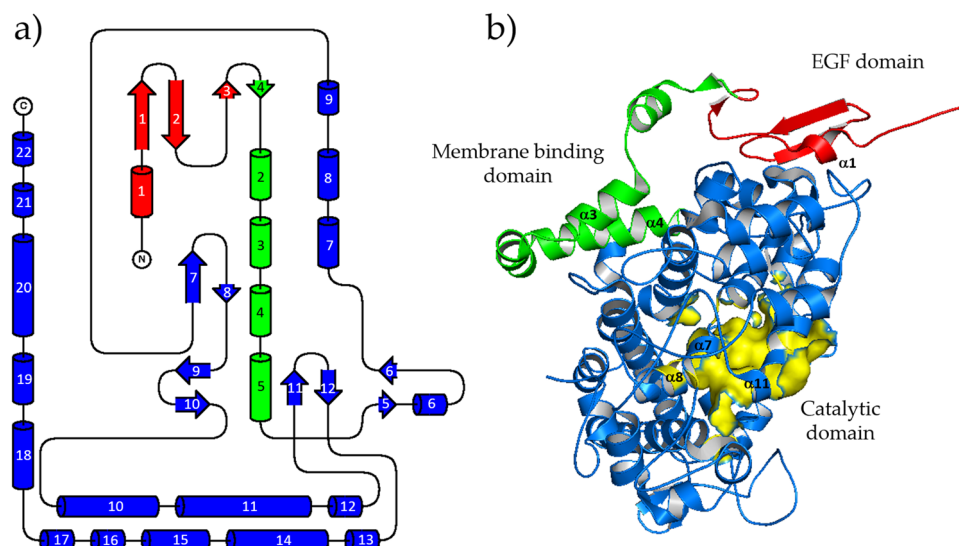 a)
b)
EGF domain
Membrane binding
domain
α1
α3
α4
α7
α8
α11
Catalytic
domain
C
22
21
20
19
18
1
2
3
4
1
N
2
3
4
5
9
8
7
7
8
9
10
11
12
6
5
6
10
11
12
17
16
15
14
13